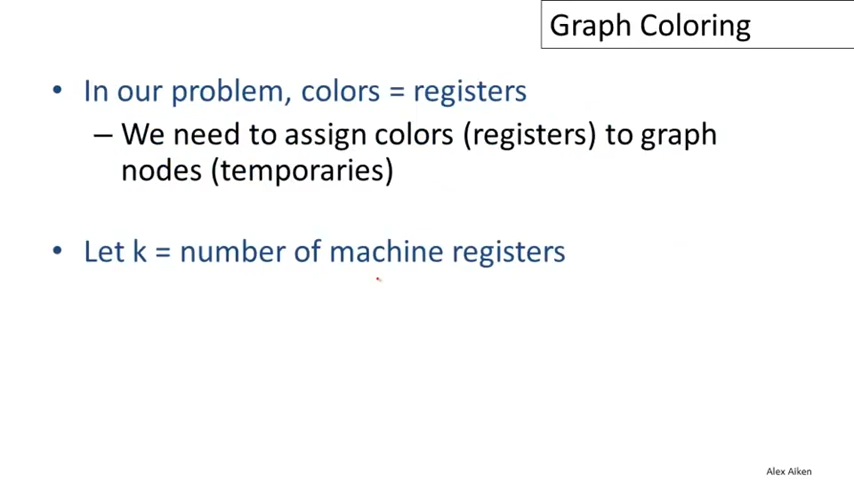 Graph Coloring
• In our problem, colors = registers
– We need to assign colors (registers) to graph
nodes (temporaries)
• Let k = number of machine registers
Alex Aiken